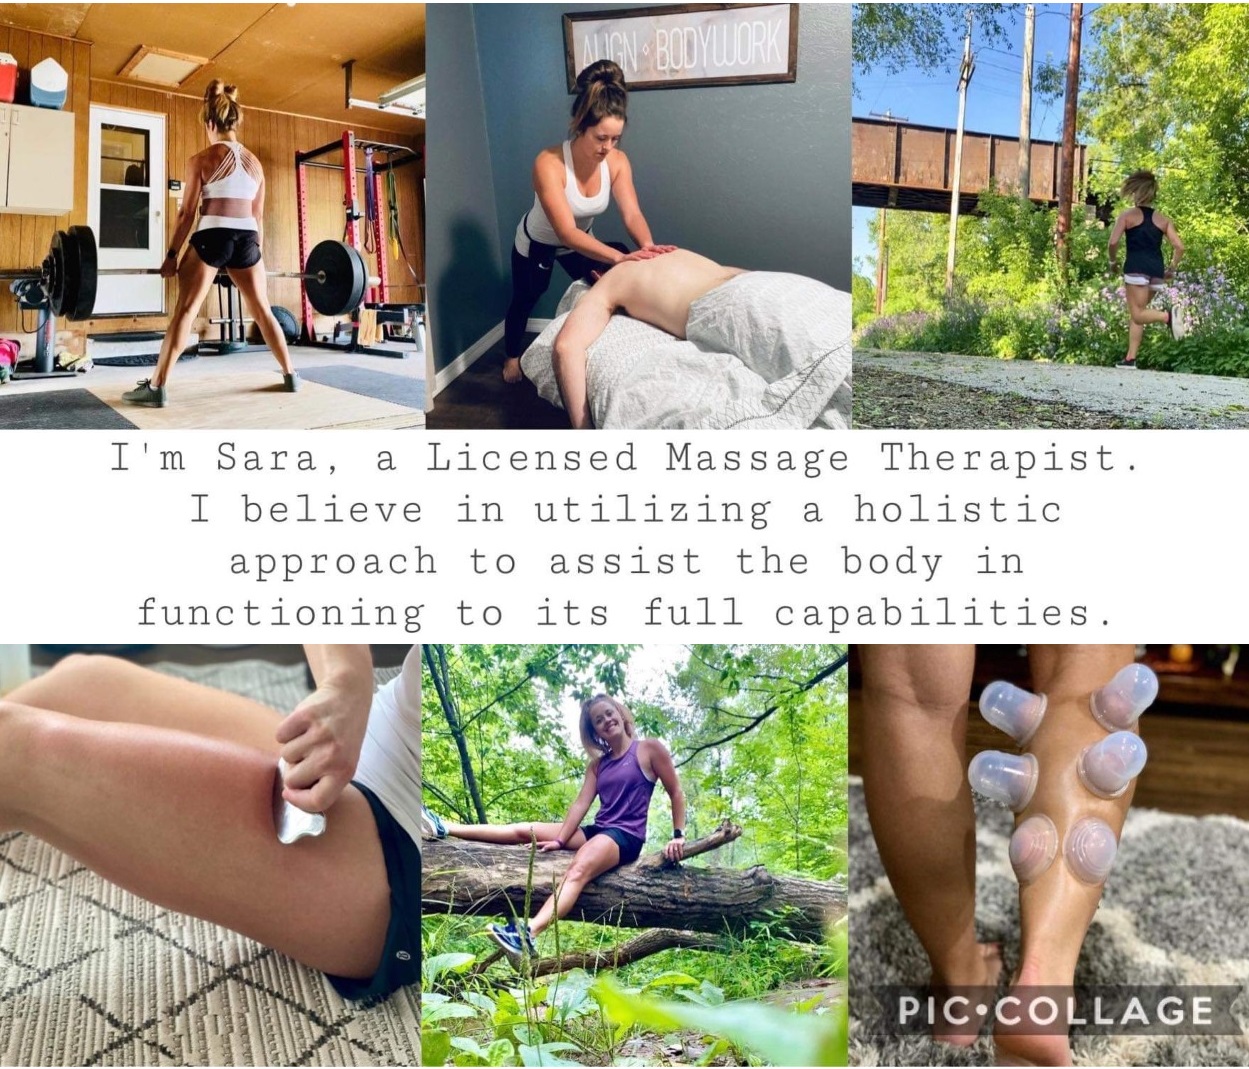 ALIGN ⋄ BODYWORK
I'm Sara, a Licensed Massage Therapist.
I believe in utilizing a holistic
approach to assist the body in
functioning to its full capabilities.
PIC•COLLAGE